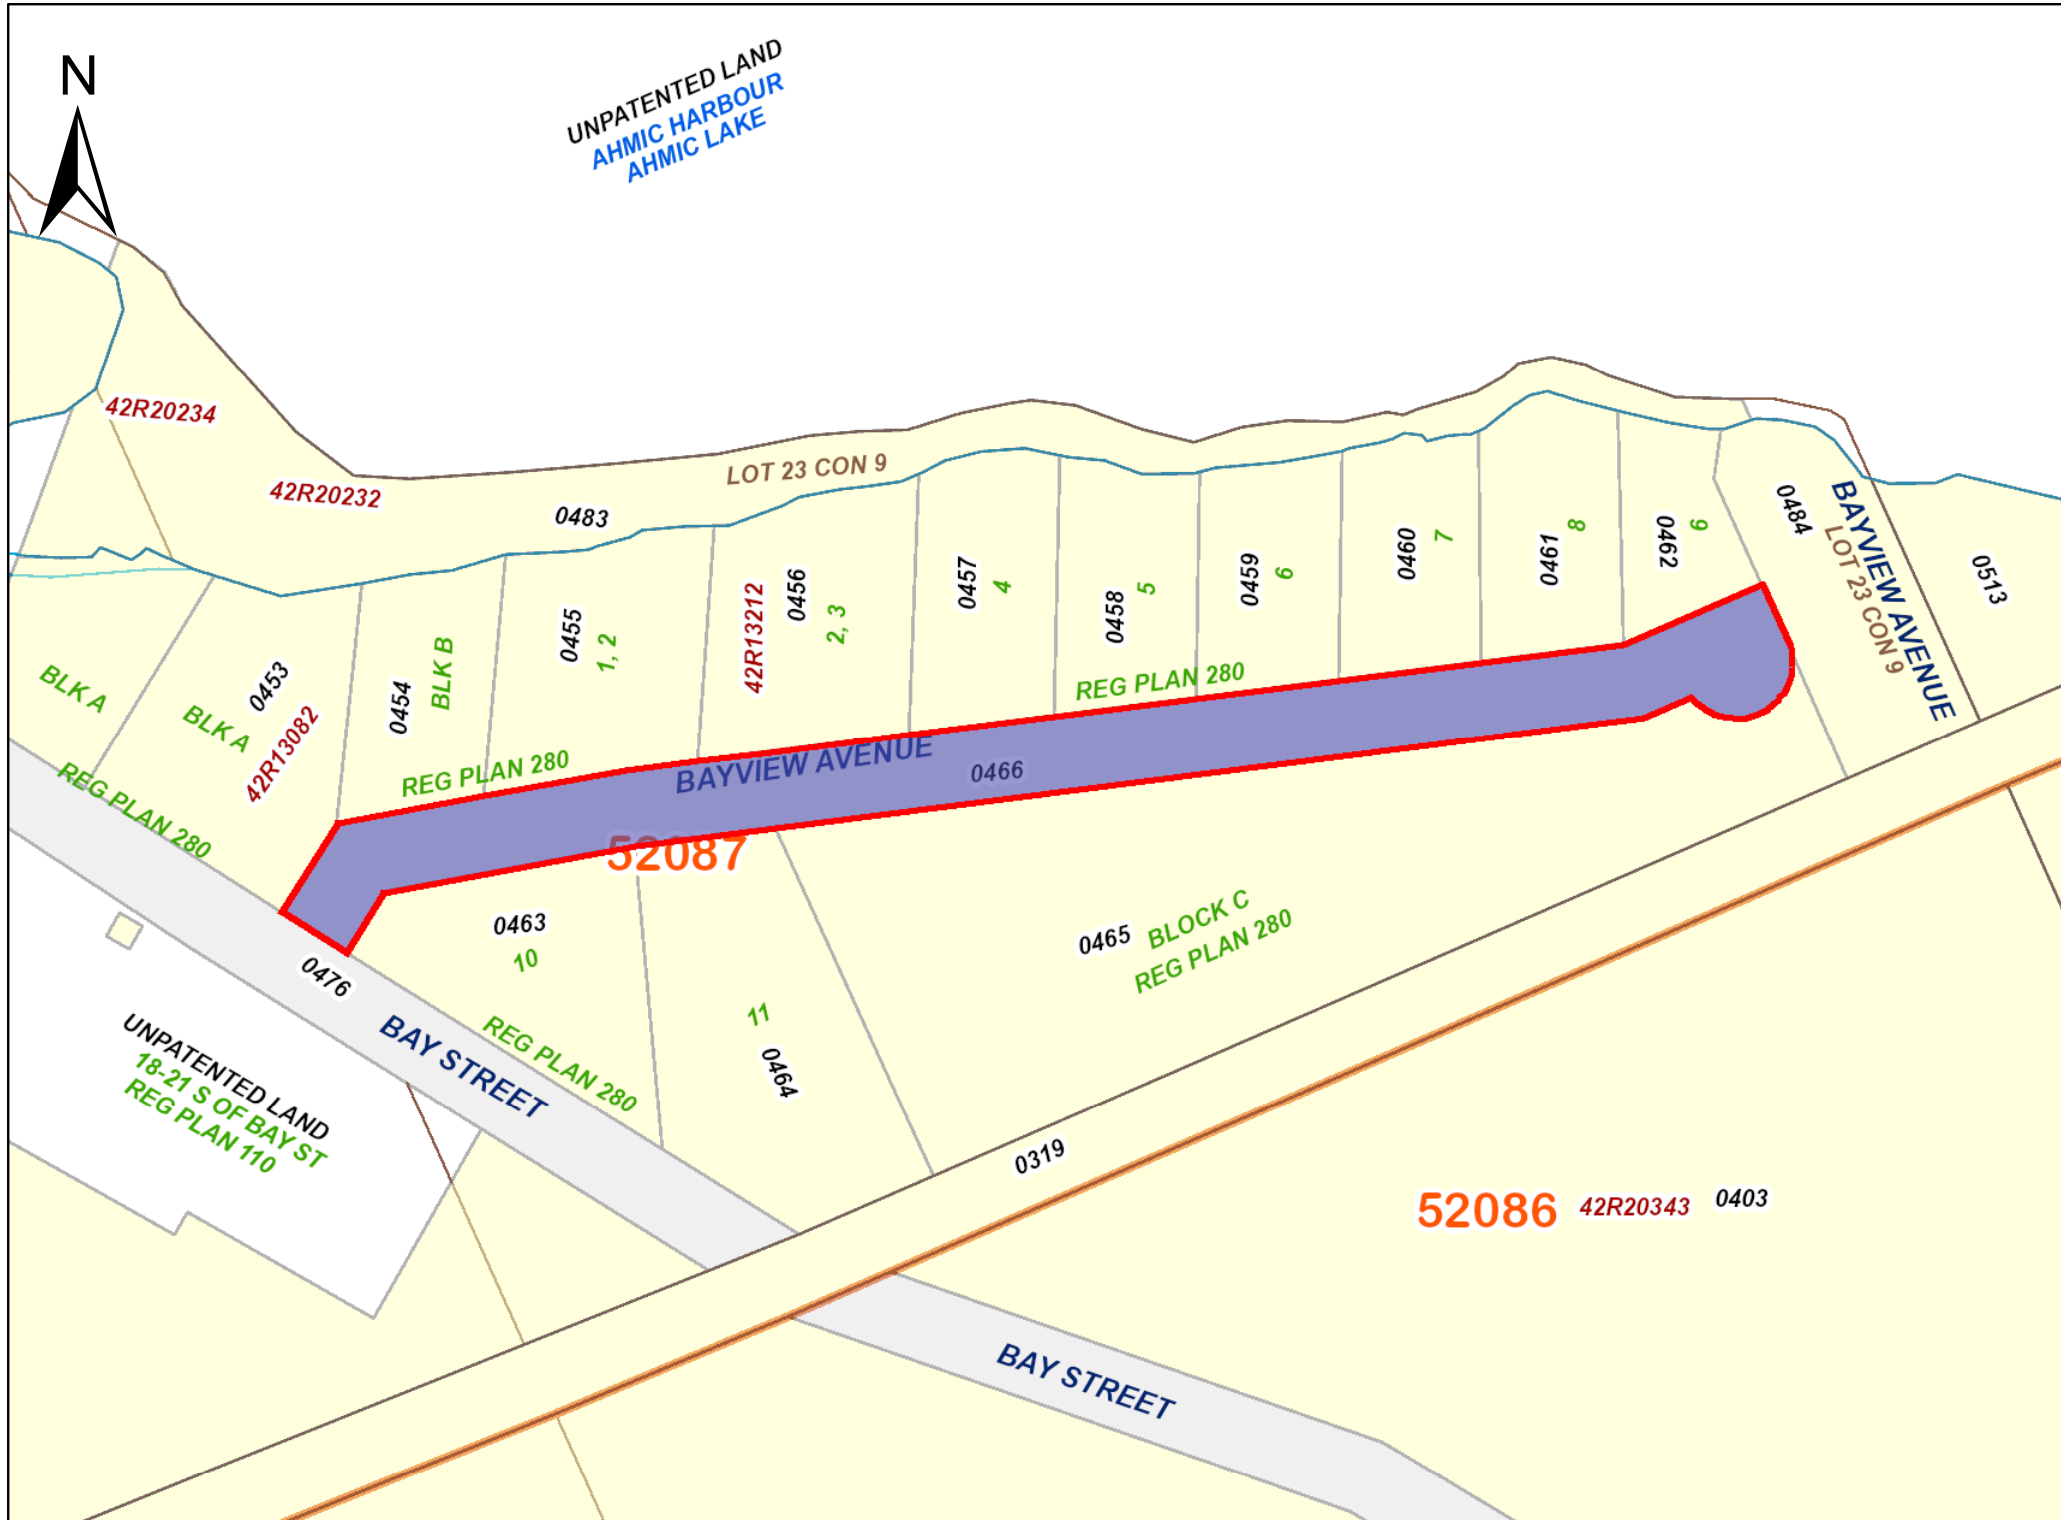 N
UNPATENTED LAND
AHMIC HARBOUR
AHMIC LAKE
42R20234
42R20232
LOT 23 CON 9
0483
BLK A
BLK A
0453
42R13082
REG PLAN 280
0454
BLK B
0455
1, 2
42R13212
0456
2, 3
0457
4
0458
5
0459
6
0460
7
0461
8
0462
6
0484
BAYVIEW AVENUE
LOT 23 CON 9
0513
REG PLAN 280
REG PLAN 280
BAYVIEW AVENUE
0466
52087
0463
10
11
0464
0465
BLOCK C
REG PLAN 280
0476
BAY STREET
REG PLAN 280
UNPATENTED LAND
18-21 S OF BAY ST
REG PLAN 110
0319
52086
42R20343
0403
BAY STREET